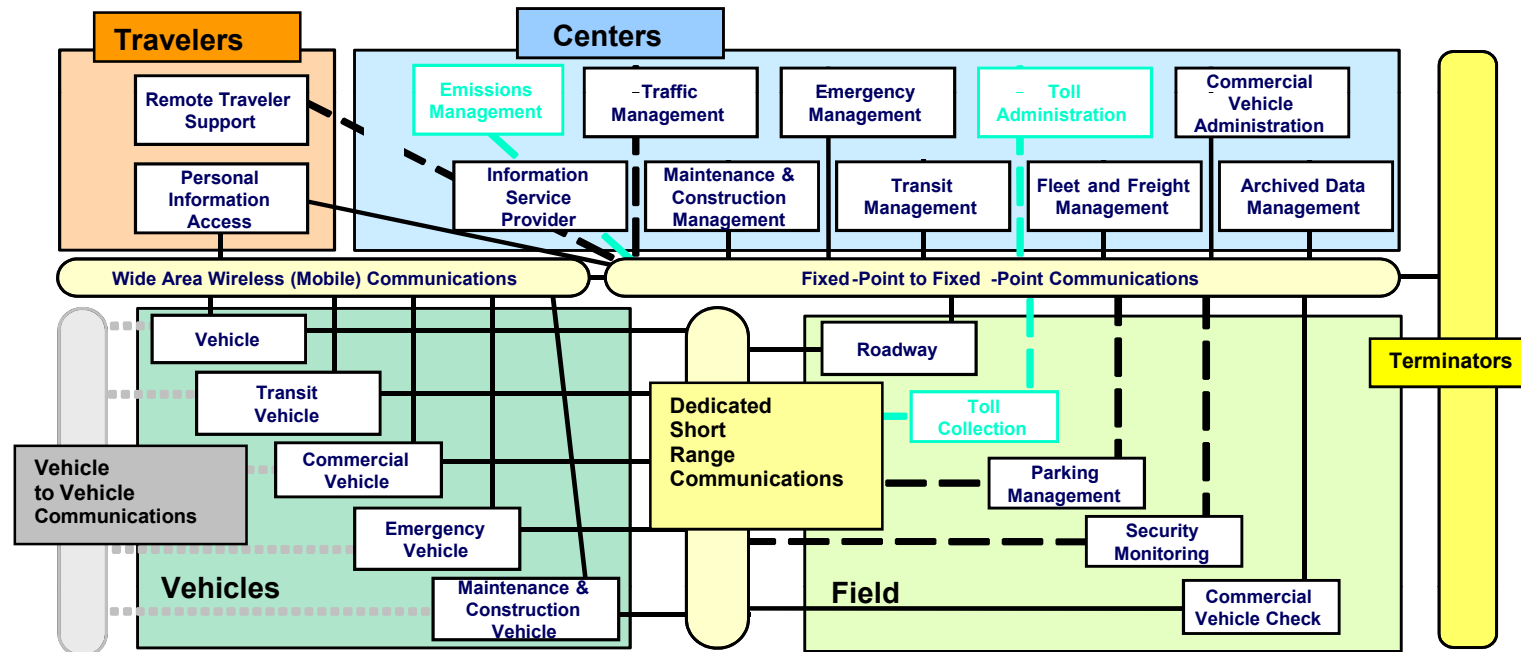 Travelers
Centers
Remote Traveler
Support
Emissions
Management
–Traffic
Management
Emergency
Management
– Toll
Administration
Commercial
Vehicle
Administration
Personal
Information
Access
Information
Service
Provider
Maintenance &
Construction
Management
Transit
Management
Fleet and Freight
Management
Archived Data
Management
Wide Area Wireless (Mobile) Communications
Fixed-Point to Fixed -Point Communications
Vehicle
Roadway
Terminators
Transit
Vehicle
Dedicated
Short
Range
Communications
Toll
Collection
Vehicle
to Vehicle
Communications
Commercial
Vehicle
Parking
Management
Emergency
Vehicle
Security
Monitoring
Vehicles
Maintenance &
Construction
Vehicle
Field
Commercial
Vehicle Check